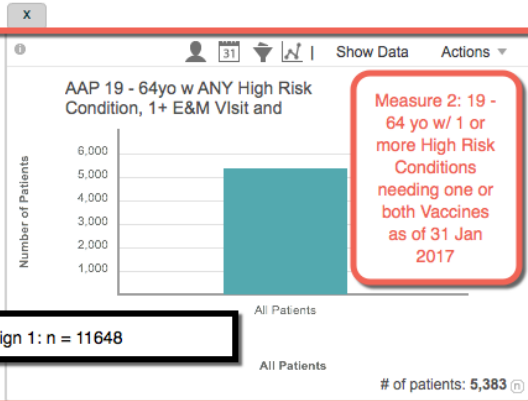 X
31
Show Data
Actions
AAP 19 - 64yo w ANY High Risk
Condition, 1+ E&M VIsit and
Measure 2: 19 -
64 yo w/ 1 or
more High Risk
Conditions
needing one or
both Vaccines
as of 31 Jan
2017
Number of Patients
6,000
5,000
4,000
3,000
2,000
1,000
All Patients
ign 1: n = 11648
All Patients
# of patients: 5,383 n